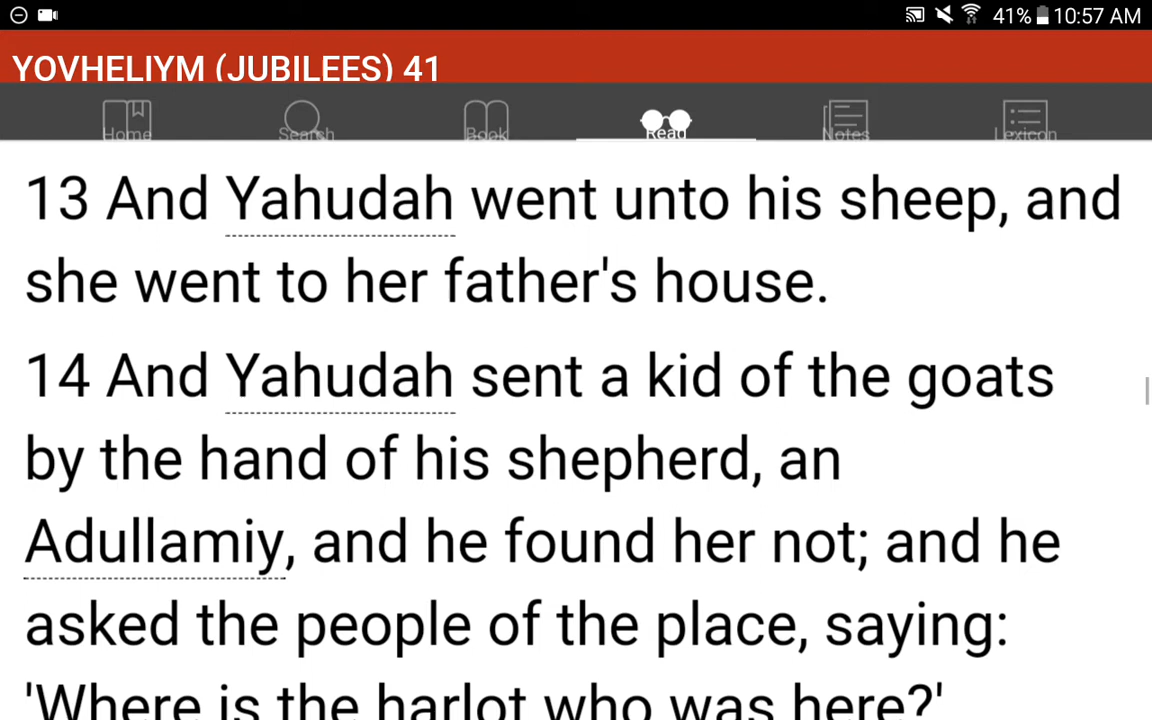 41% 10:57 AM
YOVHELIYM (JUBILEES) 41
Home Search Book Read Notes Lexicon
13 And Yahudah went unto his sheep, and
she went to her father's house.
14 And Yahudah sent a kid of the goats
by the hand of his shepherd, an
Adullamiy, and he found her not; and he
asked the people of the place, saying:
'Where is the harlot who was here?'